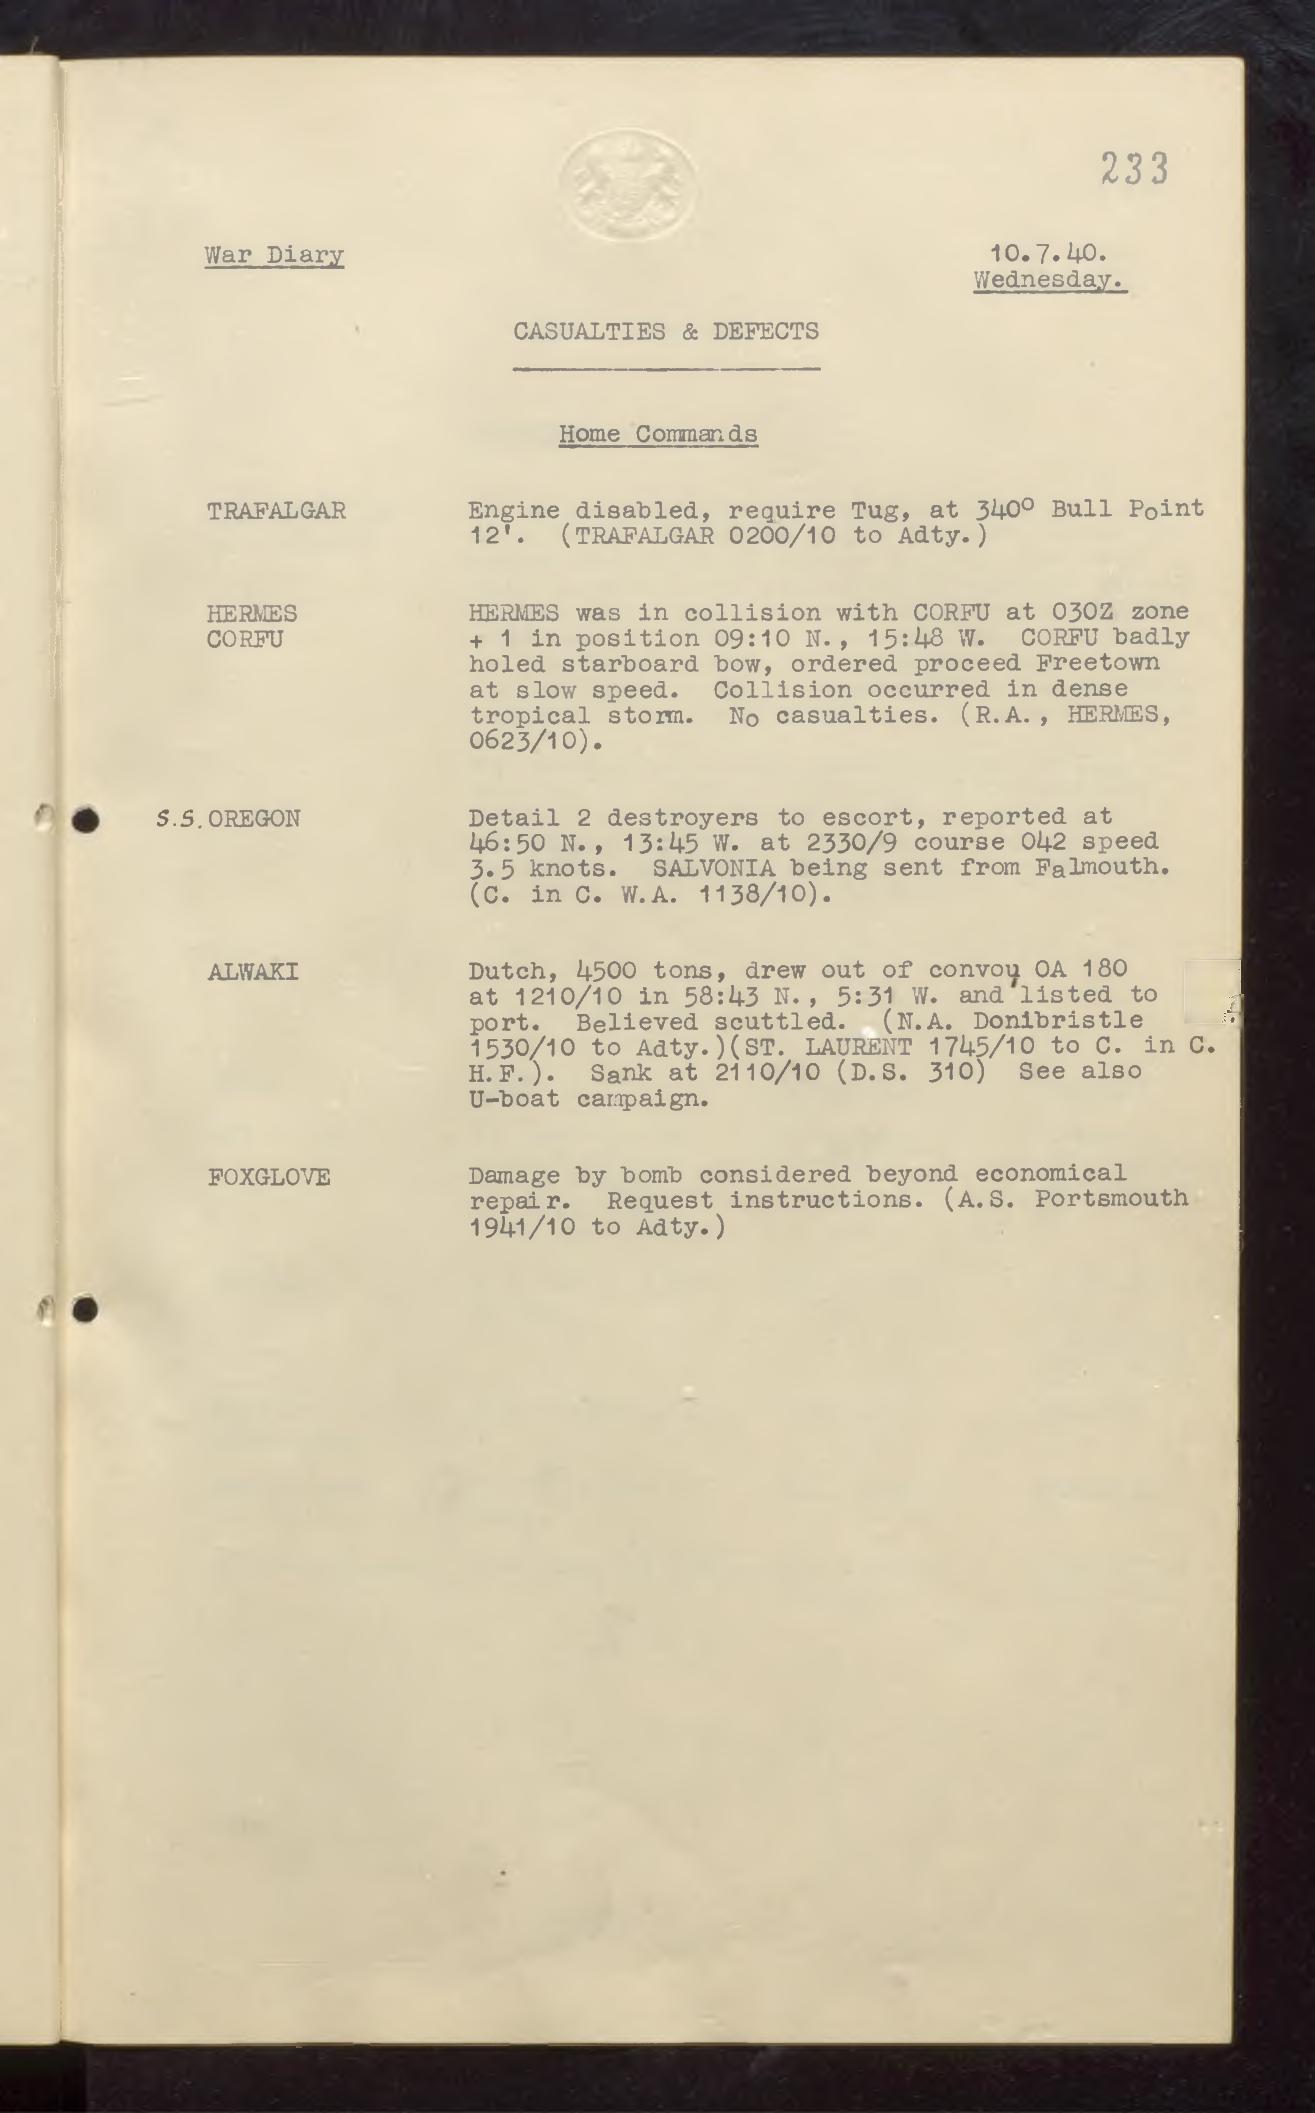 233
War Diary
10.7.40.
Wednesday.
CASUALTIES & DEFECTS
Home Commands
TRAFALGAR Engine disabled, require Tug, at 340° Bull Point
12'. (TRAFALGAR 0200/10 to Adty.)
HERMES HERMES was in collision with CORFU at 030Z zone
CORFU + 1 in position 09:10 N., 15:48 W. CORFU badly
holed starboard bow, ordered proceed Freetown
at slow speed. Collision occurred in dense
tropical storm. No casualties. (R.A., HERMES,
0623/10).
S.S. OREGON Detail 2 destroyers to escort, reported at
46:50 N., 13:45 W. at 2330/9 course 042 speed
3.5 knots. SALVONIA being sent from Falmouth.
(C. in C. W.A. 1138/10).
ALWAKI Dutch, 4500 tons, drew out of convoy OA 180
at 1210/10 in 58:43 N., 5:31 W. and listed to
port. Believed scuttled. (N.A. Donibristle
1530/10 to Adty.)(ST. LAURENT 1745/10 to C. in C.
H.F.). Sank at 2110/10 (D.S. 310) See also
U-boat campaign.
FOXGLOVE Damage by bomb considered beyond economical
repair. Request instructions. (A.S. Portsmouth
1941/10 to Adty.)